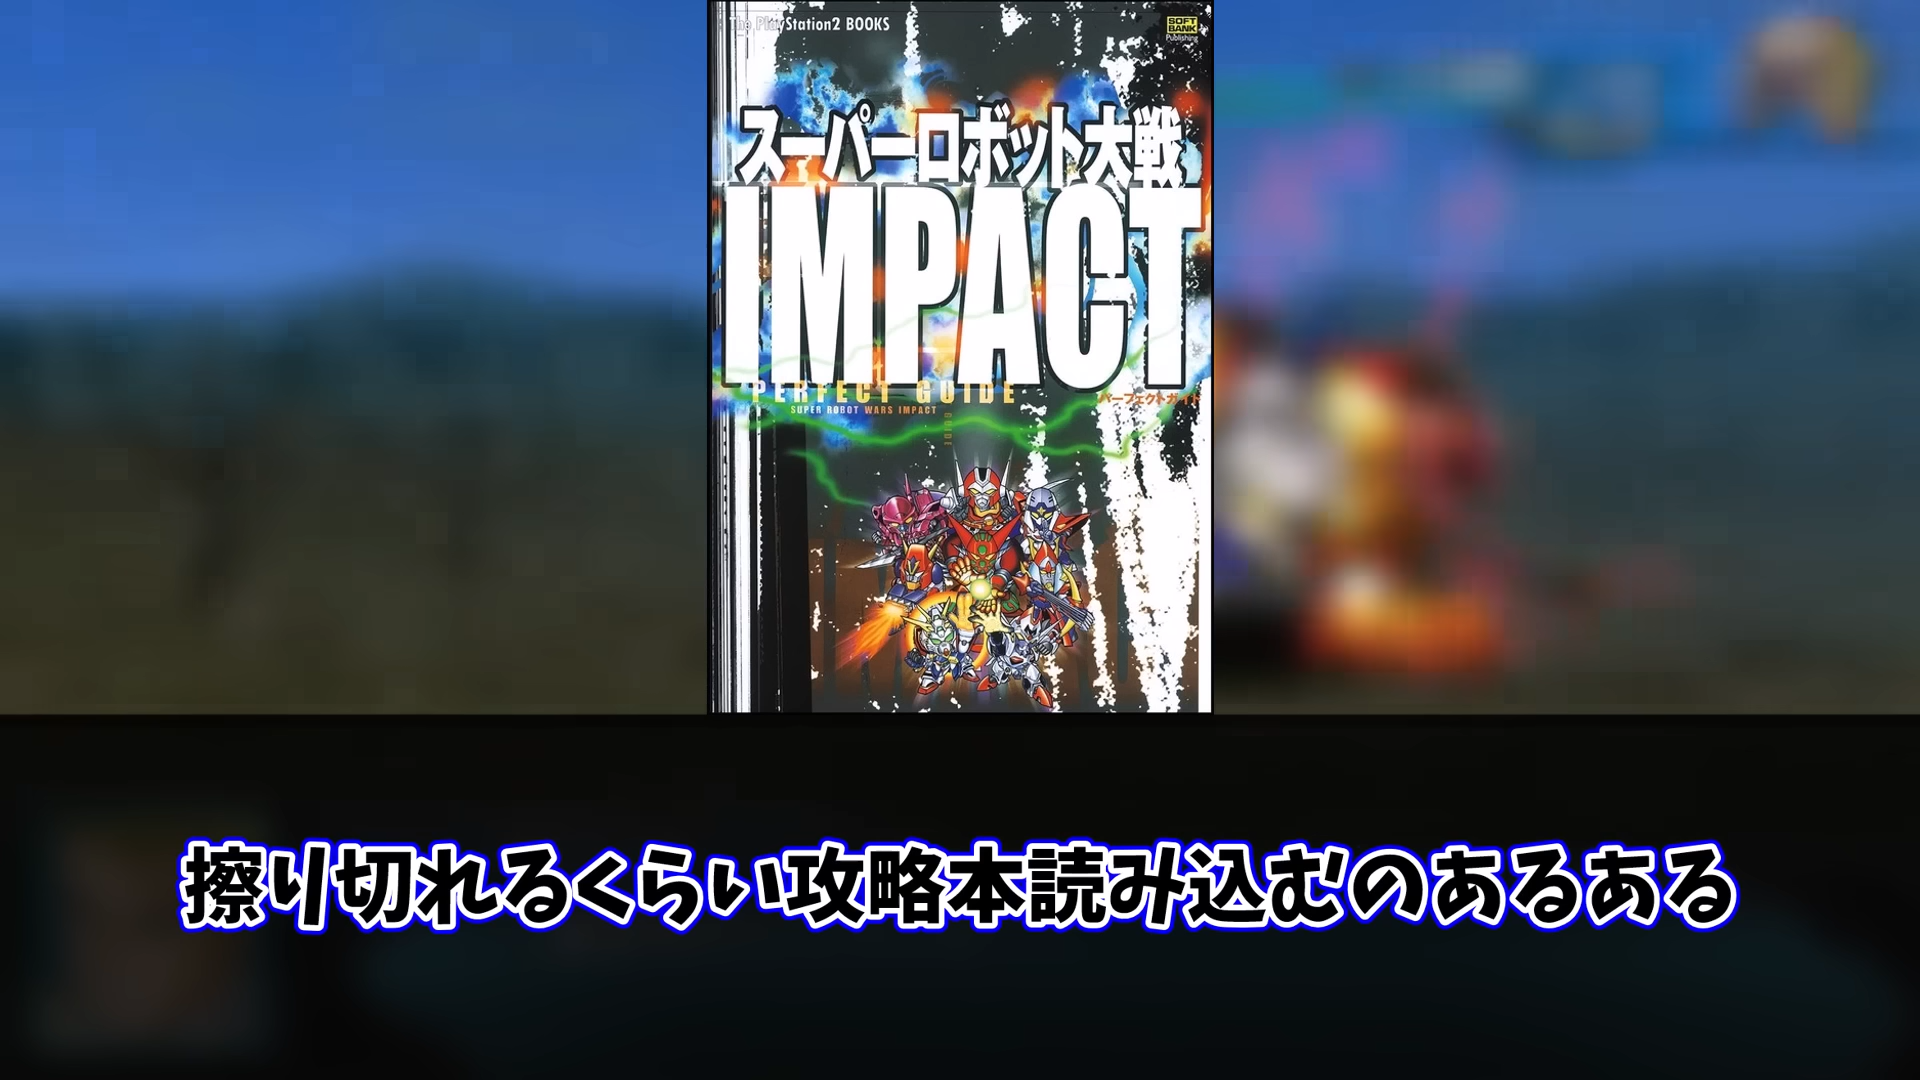 The PlayStation2 BOOKS
SOFT
BANK
Publishing
スーパーロボット大戦
IMPACT
PERFECT GUIDE
パーフェクトガイド
SUPER ROBOT WARS IMPACT
GUIDE
擦り切れるくらい攻略本読み込むのあるある